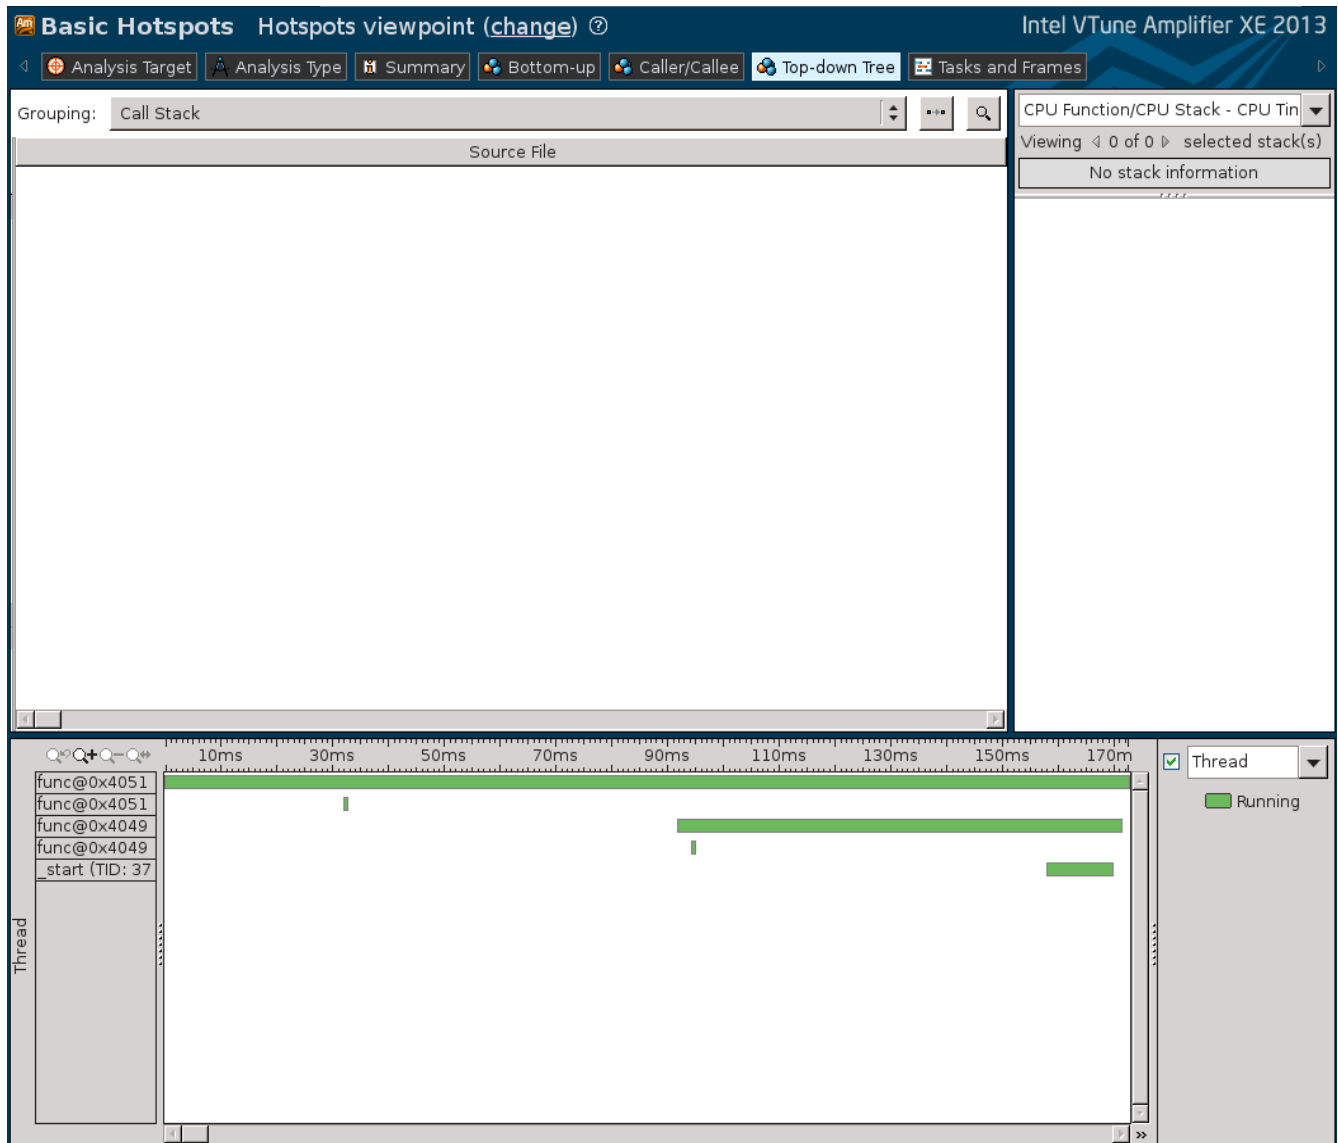 Basic Hotspots Hotspots viewpoint (change) ? Intel VTune Amplifier XE 2013
Analysis Target Analysis Type Summary Bottom-up Caller/Callee Top-down Tree Tasks and Frames
Grouping: Call Stack
CPU Function/CPU Stack - CPU Tin
Source File
Viewing 0 of 0 selected stack(s)
No stack information
10ms 30ms 50ms 70ms 90ms 110ms 130ms 150ms 170m
Thread
func@0x4051
func@0x4051
Running
func@0x4049
func@0x4049
_start (TID: 37
Thread